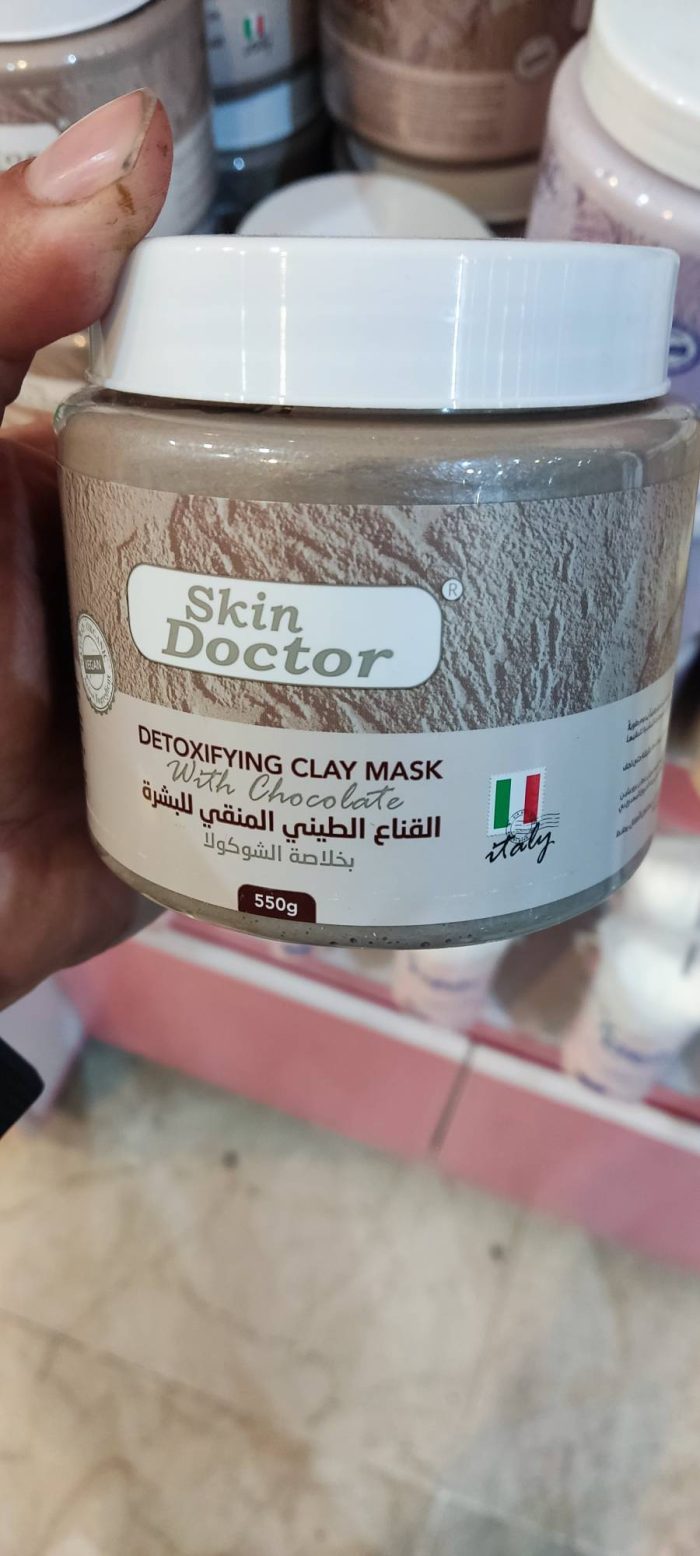 Skin
Doctor
®
VEGAN
DETOXIFYING CLAY MASK
With Chocolate
القناع الطيني المنقي للبشرة
بخلاصة الشوكولا
italy
550g